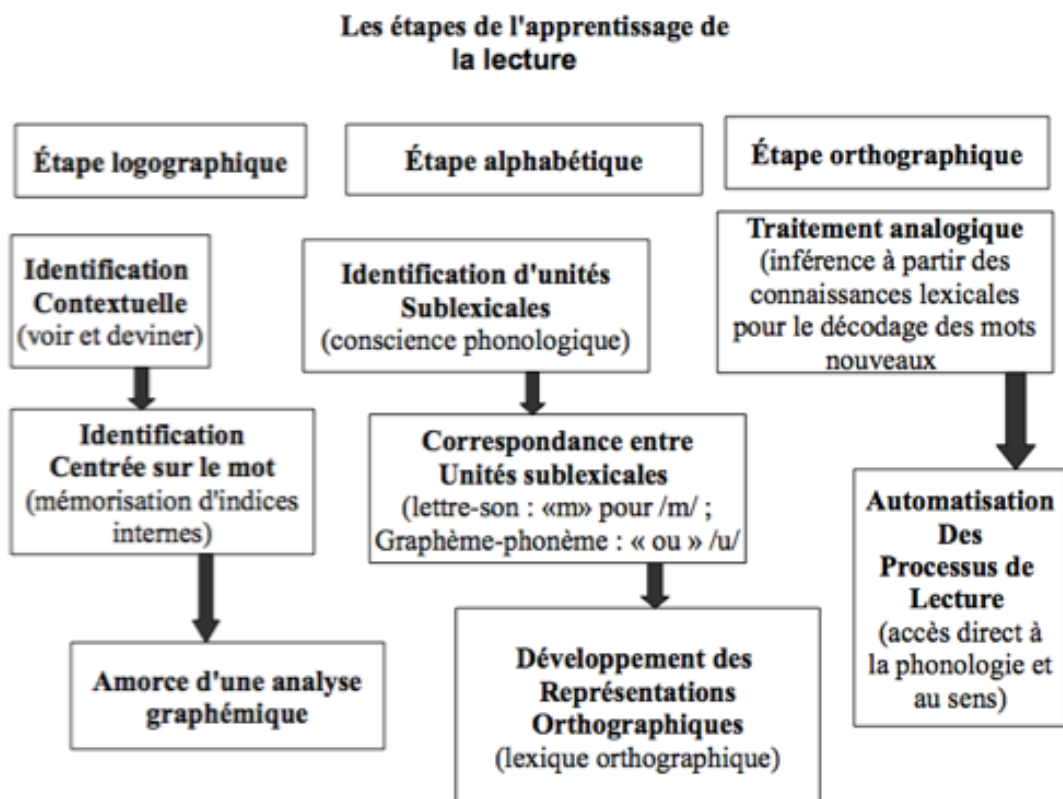 Les étapes de l'apprentissage de
la lecture
Étape logographique
Étape alphabétique
Étape orthographique
Identification
Contextuelle
(voir et deviner)
Identification
Centrée sur le mot
(mémorisation d'indices
internes)
Amorce d'une analyse
graphémique
Identification d'unités
Sublexicales
(conscience phonologique)
Correspondance entre
Unités sublexicales
(lettre-son : «m» pour /m/ ;
Graphème-phonème : « ou » /u/
Développement des
Représentations
Orthographiques
(lexique orthographique)
Traitement analogique
(inférence à partir des
connaissances lexicales
pour le décodage des mots
nouveaux
Automatisation
Des
Processus de
Lecture
(accès direct à
la phonologie et
au sens)